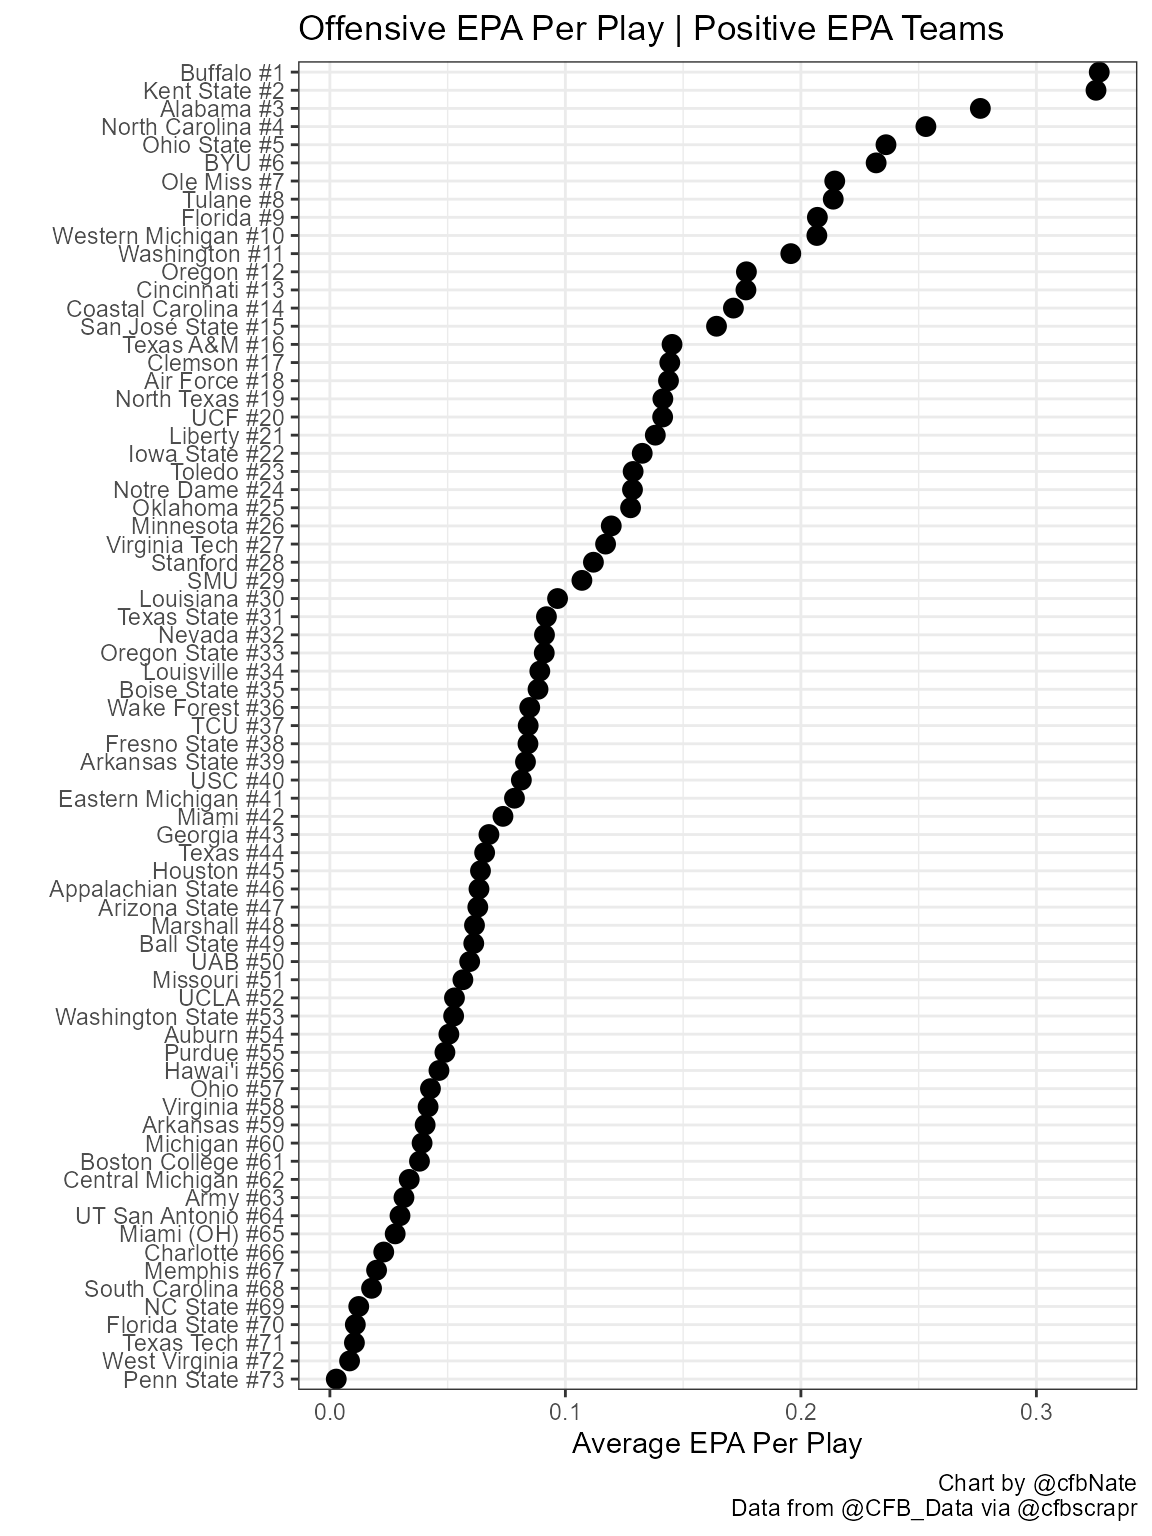 Offensive EPA Per Play | Positive EPA Teams
Buffalo #1
Kent State #2
Alabama #3
North Carolina #4
Ohio State #5
BYU #6
Ole Miss #7
Tulane #8
Florida #9
Western Michigan #10
Washington #11
Oregon #12
Cincinnati #13
Coastal Carolina #14
San José State #15
Texas A&M #16
Clemson #17
Air Force #18
North Texas #19
UCF #20
Liberty #21
Iowa State #22
Toledo #23
Notre Dame #24
Oklahoma #25
Minnesota #26
Virginia Tech #27
Stanford #28
SMU #29
Louisiana #30
Texas State #31
Nevada #32
Oregon State #33
Louisville #34
Boise State #35
Wake Forest #36
TCU #37
Fresno State #38
Arkansas State #39
USC #40
Eastern Michigan #41
Miami #42
Georgia #43
Texas #44
Houston #45
Appalachian State #46
Arizona State #47
Marshall #48
Ball State #49
UAB #50
Missouri #51
UCLA #52
Washington State #53
Auburn #54
Purdue #55
Hawai'i #56
Ohio #57
Virginia #58
Arkansas #59
Michigan #60
Boston College #61
Central Michigan #62
Army #63
UT San Antonio #64
Miami (OH) #65
Charlotte #66
Memphis #67
South Carolina #68
NC State #69
Florida State #70
Texas Tech #71
West Virginia #72
Penn State #73
0.0 0.1 0.2 0.3
Average EPA Per Play
Chart by @cfbNate
Data from @CFB_Data via @cfbscrapr